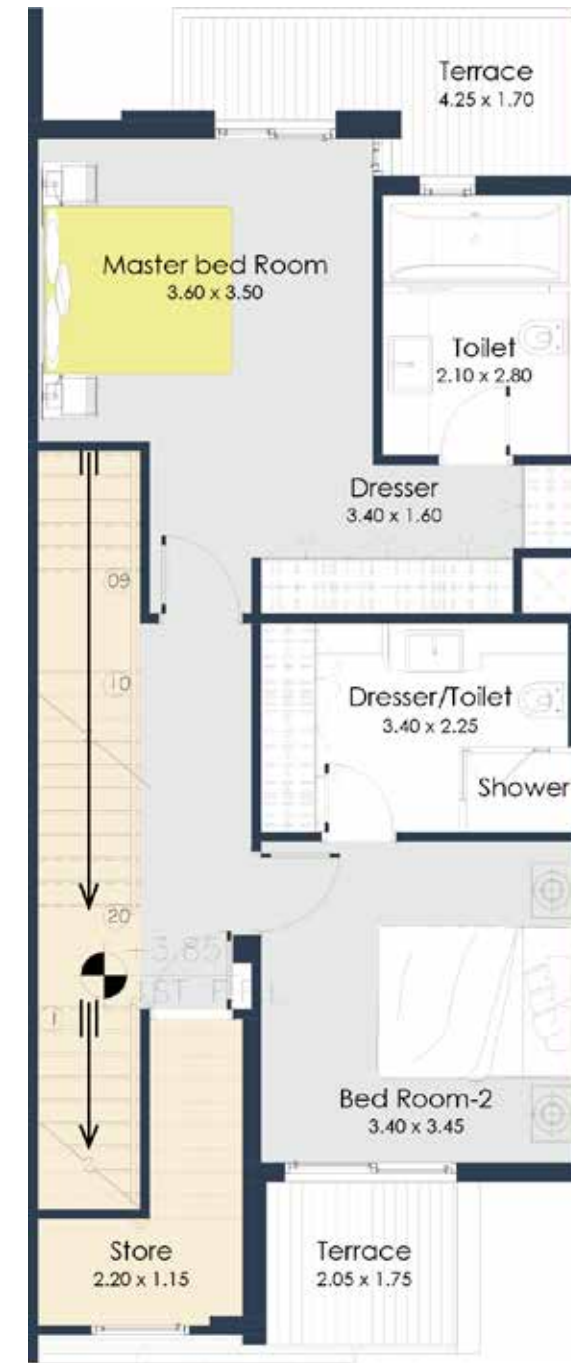 Terrace
4.25 x 1.70
Master bed Room
3.60 x 3.50
Toilet
2.10 x 2.80
Dresser
3.40 x 1.60
09
10
Dresser/Toilet
3.40 x 2.25
Shower
20
+3.85
1
Bed Room-2
3.40 x 3.45
Store
2.20 x 1.15
Terrace
2.05 x 1.75